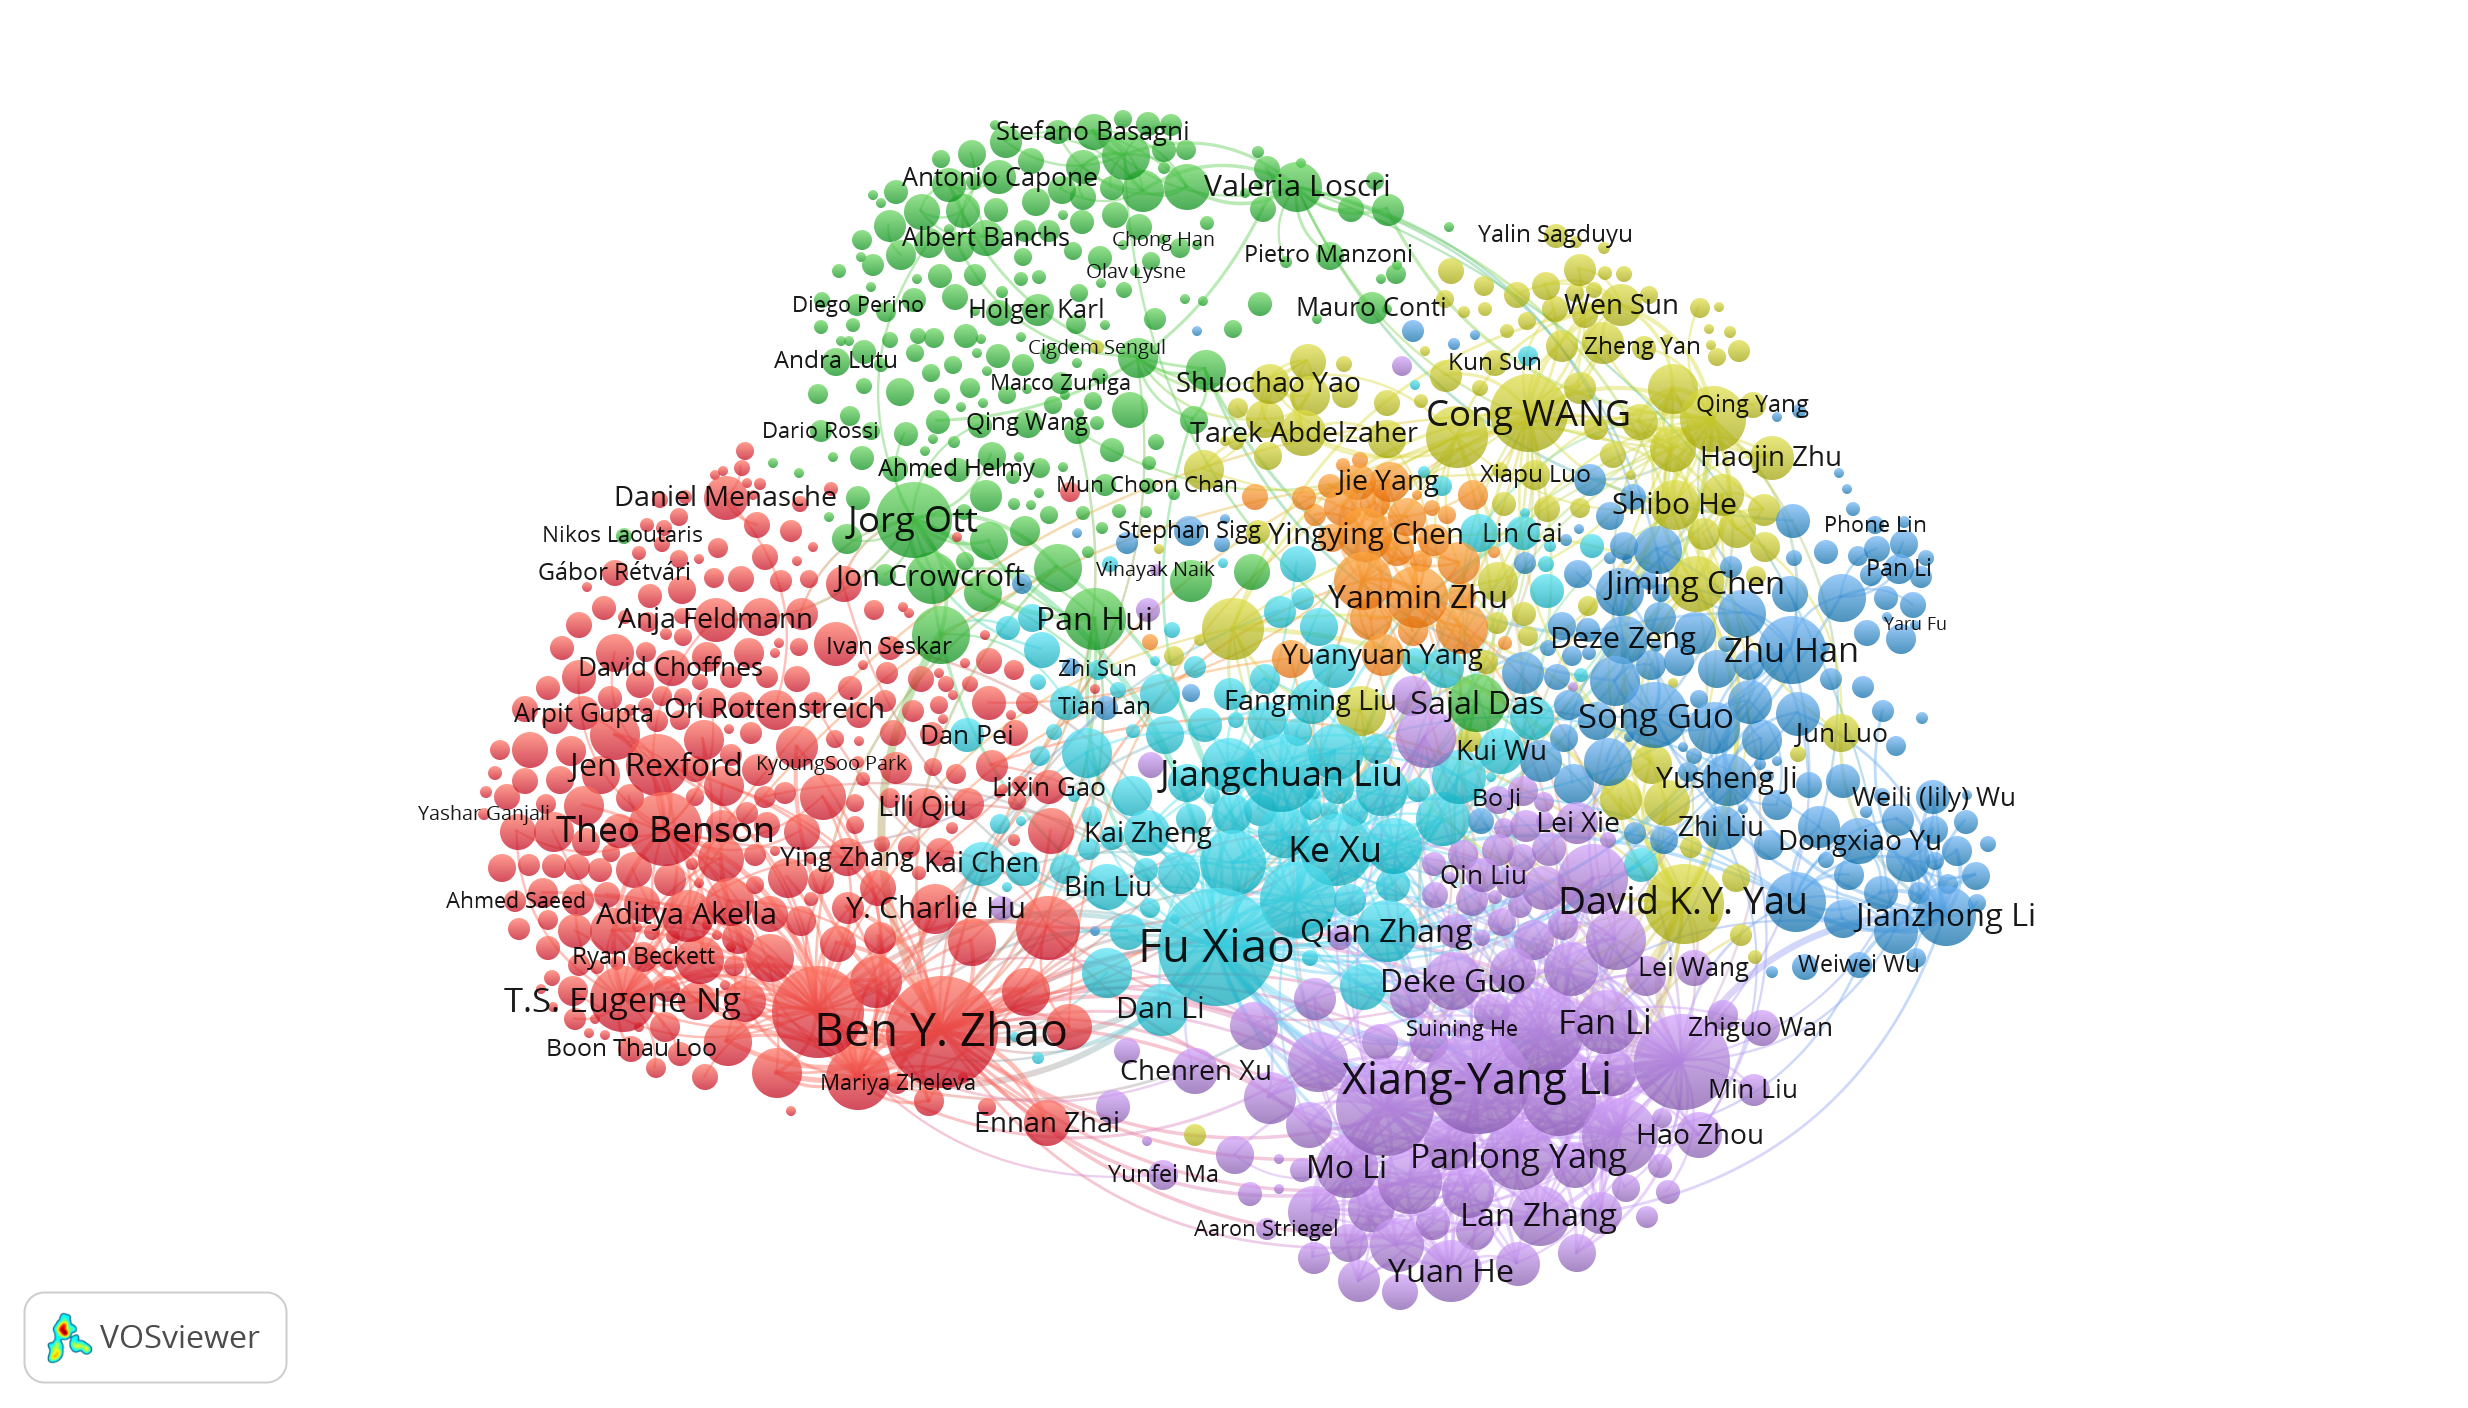 Stefano Basagni
Antonio Capone
Valeria Loscri
Albert Banchs
Chong Han
Yalin Sagduyu
Pietro Manzoni
Olav Lysne
Diego Perino
Holger Karl
Mauro Conti
Wen Sun
Cigdem Sengul
Zheng Yan
Andra Lutu
Kun Sun
Marco Zuniga
Shuochao Yao
Qing Yang
Cong WANG
Qing Wang
Dario Rossi
Tarek Abdelzaher
Haojin Zhu
Ahmed Helmy
Xiapu Luo
Jie Yang
Mun Choon Chan
Daniel Menasche
Shibo He
Jorg Ott
Phone Lin
Nikos Laoutaris
Stephan Sigg
Yingying Chen
Lin Cai
Gábor Rétvári
Jon Crowcroft
Vinayak Naik
Pan Li
Jiming Chen
Yanmin Zhu
Anja Feldmann
Pan Hui
Yaru Fu
Ivan Seskar
Deze Zeng
Zhu Han
David Choffnes
Zhi Sun
Yuanyuan Yang
Arpit Gupta
Ori Rottenstreich
Tian Lan
Fangming Liu
Sajal Das
Song Guo
Dan Pei
Jun Luo
Kui Wu
Jen Rexford
KyoungSoo Park
Jiangchuan Liu
Yusheng Ji
Lixin Gao
Bo Ji
Weili (lily) Wu
Yashar Ganjali
Lili Qiu
Theo Benson
Kai Zheng
Lei Xie
Zhi Liu
Dongxiao Yu
Ying Zhang
Kai Chen
Ke Xu
Bin Liu
Qin Liu
Ahmed Saeed
Aditya Akella
Y. Charlie Hu
David K.Y. Yau
Jianzhong Li
Fu Xiao
Qian Zhang
Ryan Beckett
Lei Wang
Weiwei Wu
Deke Guo
T.S. Eugene Ng
Dan Li
Ben Y. Zhao
Suining He
Fan Li
Zhiguo Wan
Boon Thau Loo
Mariya Zheleva
Chenren Xu
Xiang-Yang Li
Min Liu
Ennan Zhai
Hao Zhou
Yunfei Ma
Mo Li
Panlong Yang
Aaron Striegel
Lan Zhang
Yuan He
VOSviewer